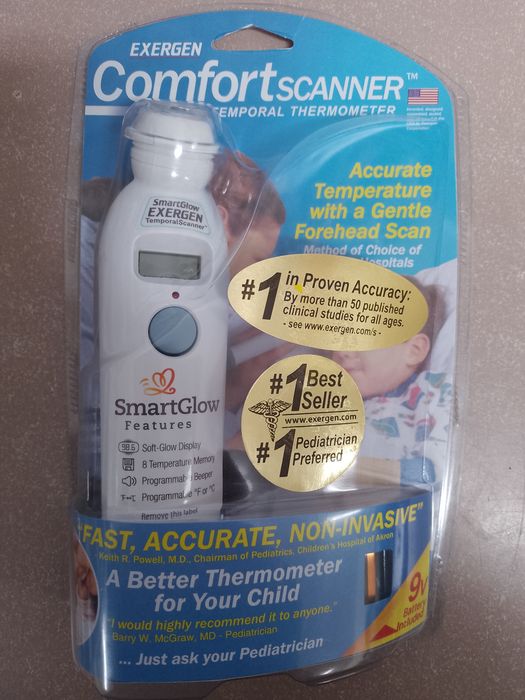 EXERGEN
ComfortSCANNER™
TEMPORAL THERMOMETER
Accurate
Temperature
with a Gentle
Forehead Scan
Method of Choice of
Hospitals
SmartGlow
EXERGEN
TemporalScanner™
#1 in Proven Accuracy:
By more than 50 published
clinical studies for all ages.
- see www.exergen.com/s -
#1 Best
Seller
www.exergen.com
#1 Pediatrician
Preferred
SmartGlow
Features
98.6 Soft-Glow Display
8 Temperature Memory
Programmable Beeper
Programmable °F or °C
Remove this label
"FAST, ACCURATE, NON-INVASIVE"
Keith R. Powell, M.D., Chairman of Pediatrics, Children's Hospital of Akron
A Better Thermometer
for Your Child
"I would highly recommend it to anyone."
Barry W. McGraw, MD - Pediatrician
... Just ask your Pediatrician
9v
Battery
Included